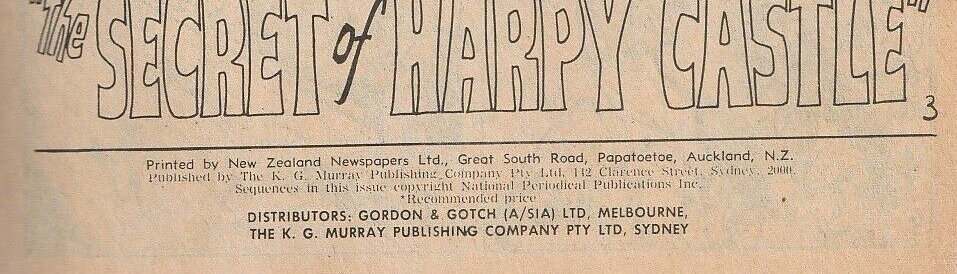 "The SECRET of HARPY CASTLE"
3
Printed by New Zealand Newspapers Ltd., Great South Road, Papatoetoe, Auckland, N.Z.
Published by The K. G. Murray Publishing Company Pty Ltd. 142 Clarence Street, Sydney, 2000.
Sequences in this issue copyright National Periodical Publications Inc.
*Recommended price
DISTRIBUTORS: GORDON & GOTCH (A/SIA) LTD, MELBOURNE,
THE K. G. MURRAY PUBLISHING COMPANY PTY LTD, SYDNEY